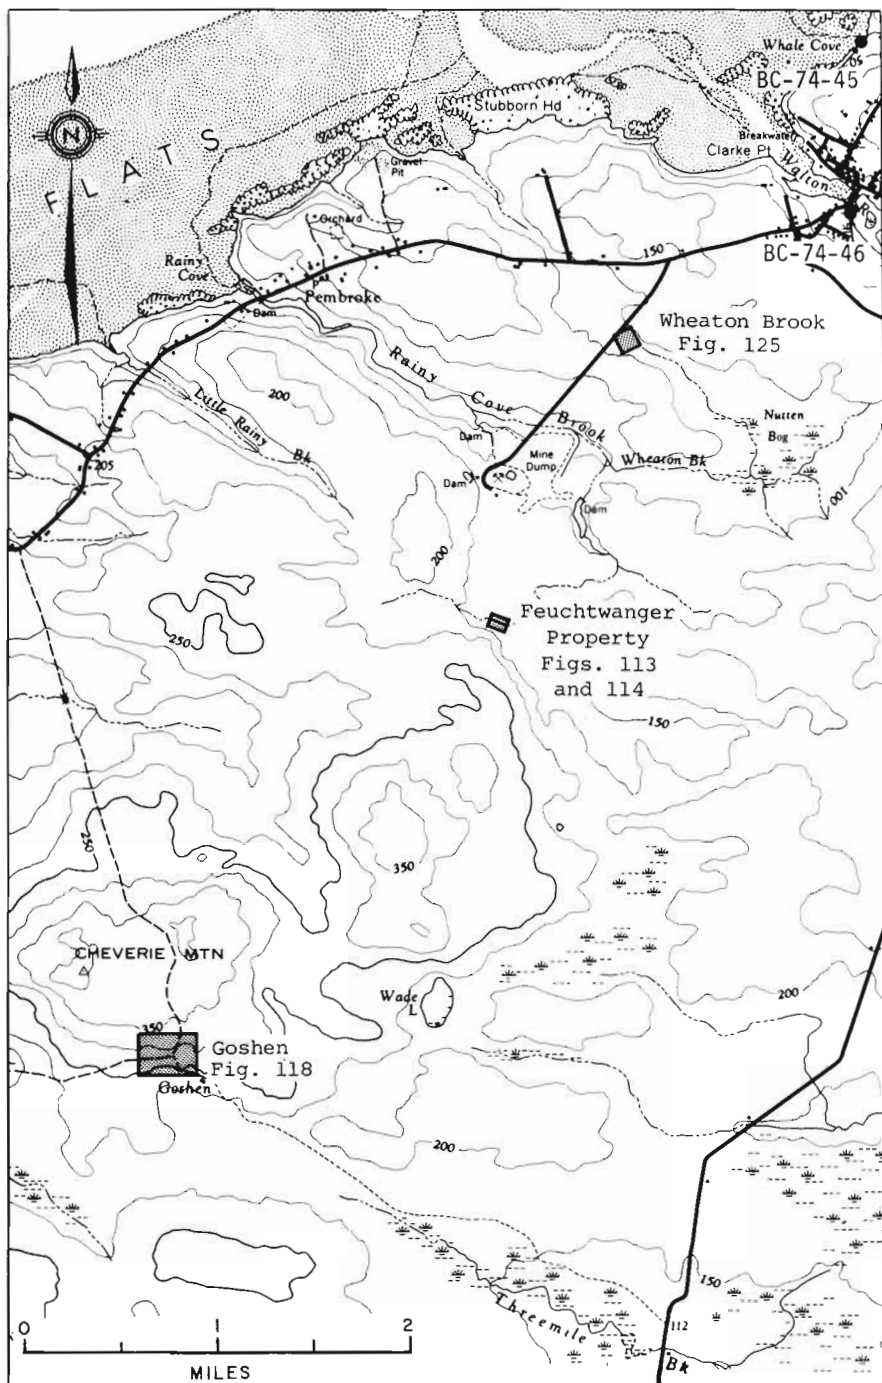 Whale Cove
65
BC-74-45
Stubborn Hd
Breakwater
Clarke Pt
Walton
R
N
FLATS
Gravel
Pit
Orchard
150
BC-74-46
Rainy
Cove
Pembroke
Dam
Wheaton Brook
Fig. 125
200
Rainy Cove Brook
Little Rainy Bk
Nutten
Bog
Dam
Mine
Dump
Wheaton Bk
205
Dam
100
Dam
200
Feuchtwanger
Property
Figs. 113
and 114
250
150
250
350
CHEVERIE MTN
Wade
L
200
350
Goshen
Fig. 118
Goshen
200
150
Threemile Bk
112
0 1 2
MILES